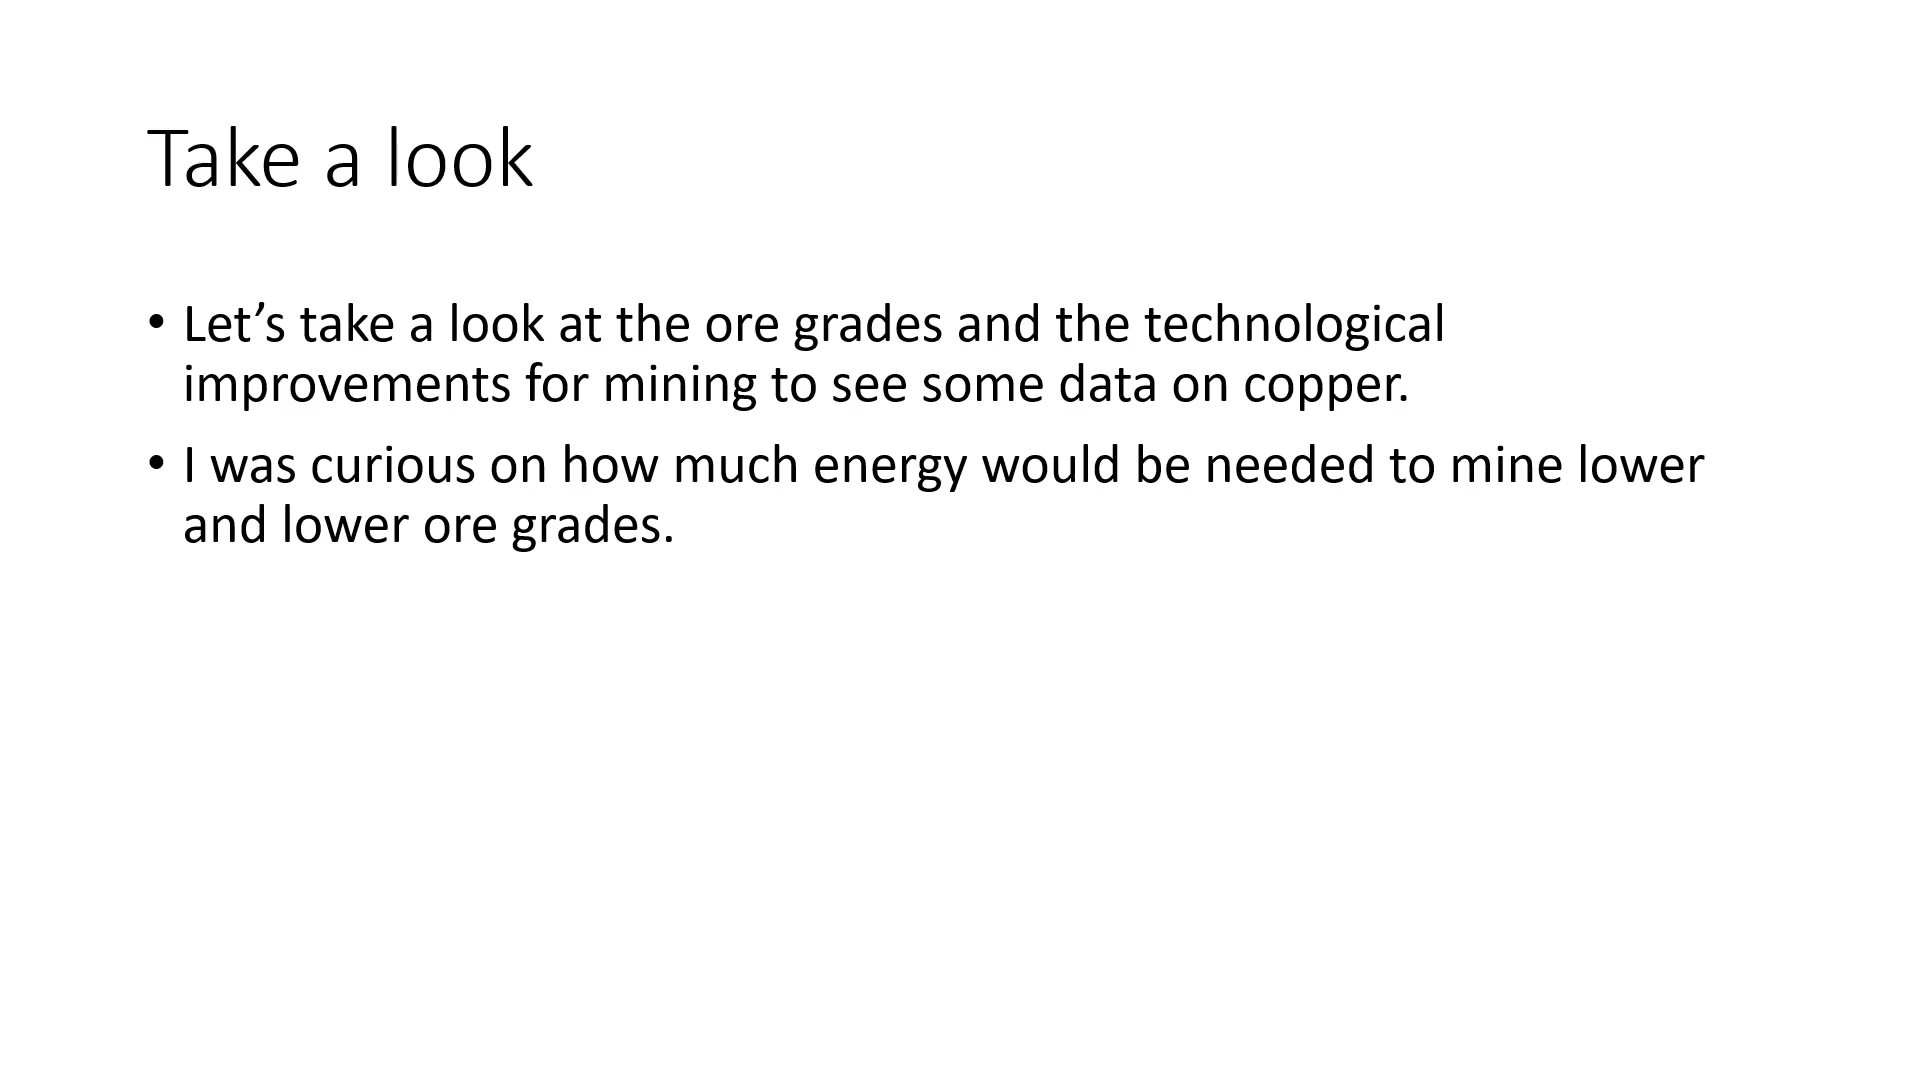 Take a look
• Let’s take a look at the ore grades and the technological
improvements for mining to see some data on copper.
• I was curious on how much energy would be needed to mine lower
and lower ore grades.